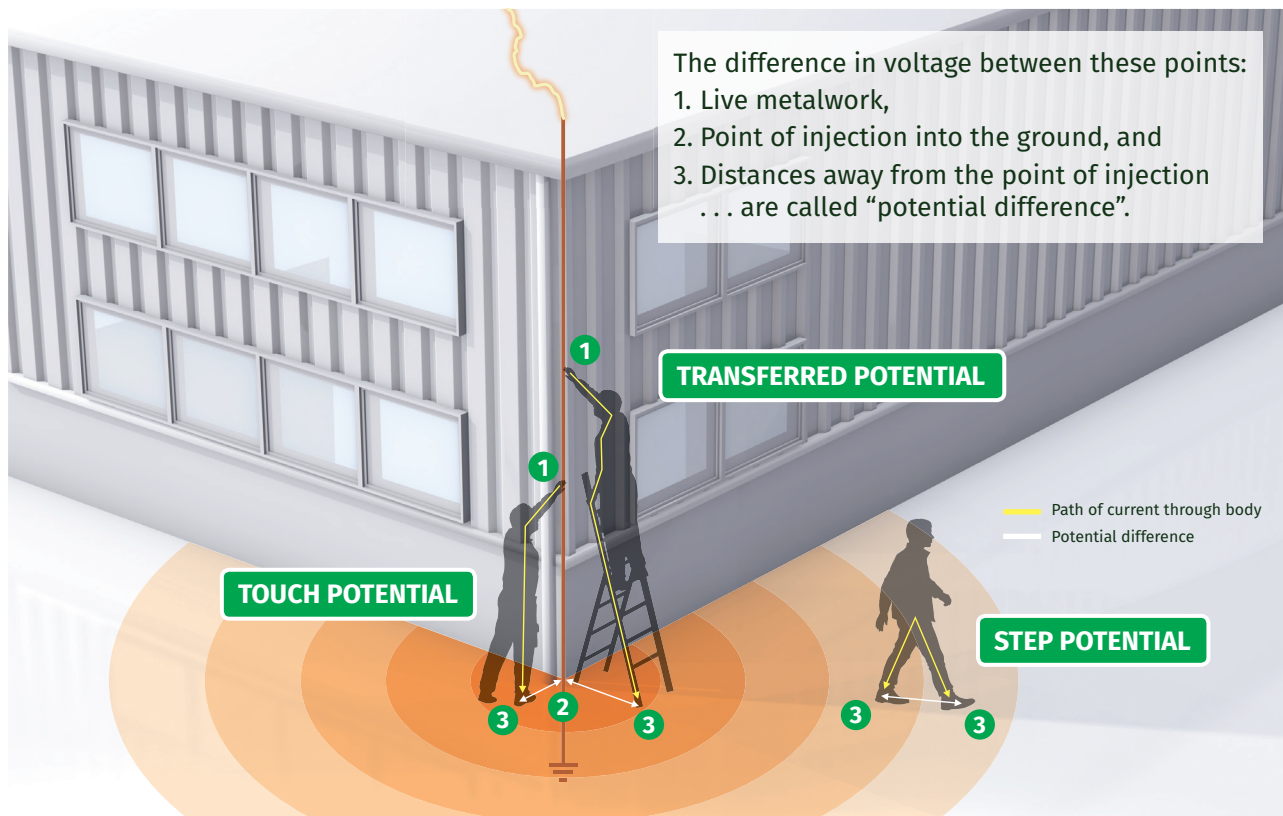 The difference in voltage between these points:
1. Live metalwork,
2. Point of injection into the ground, and
3. Distances away from the point of injection
. . . are called “potential difference”.
1
TRANSFERRED POTENTIAL
1
Path of current through body
Potential difference
TOUCH POTENTIAL
STEP POTENTIAL
3
2
3
3
3